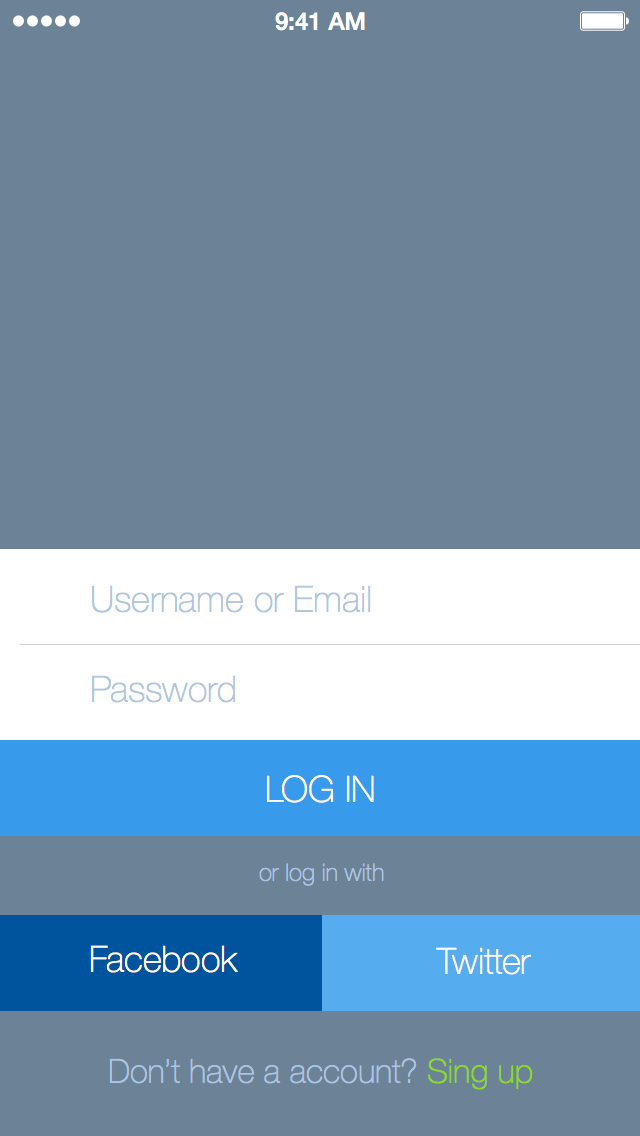 9:41 AM
Username or Email
Password
LOG IN
or log in with
Facebook Twitter
Don't have a account? Sing up